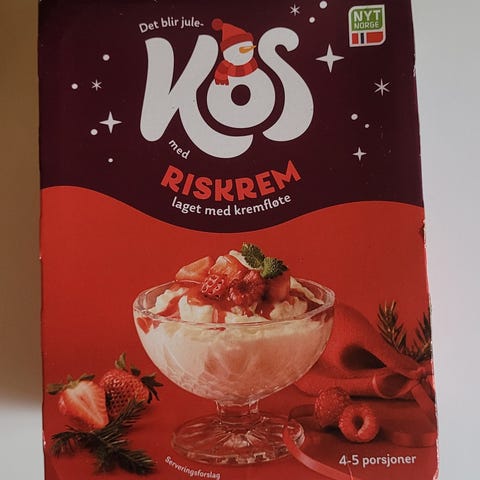 Det blir jule-
KOS
NYT
NORGE
med
RISKREM
laget med kremfløte
4-5 porsjoner
Serveringsforslag